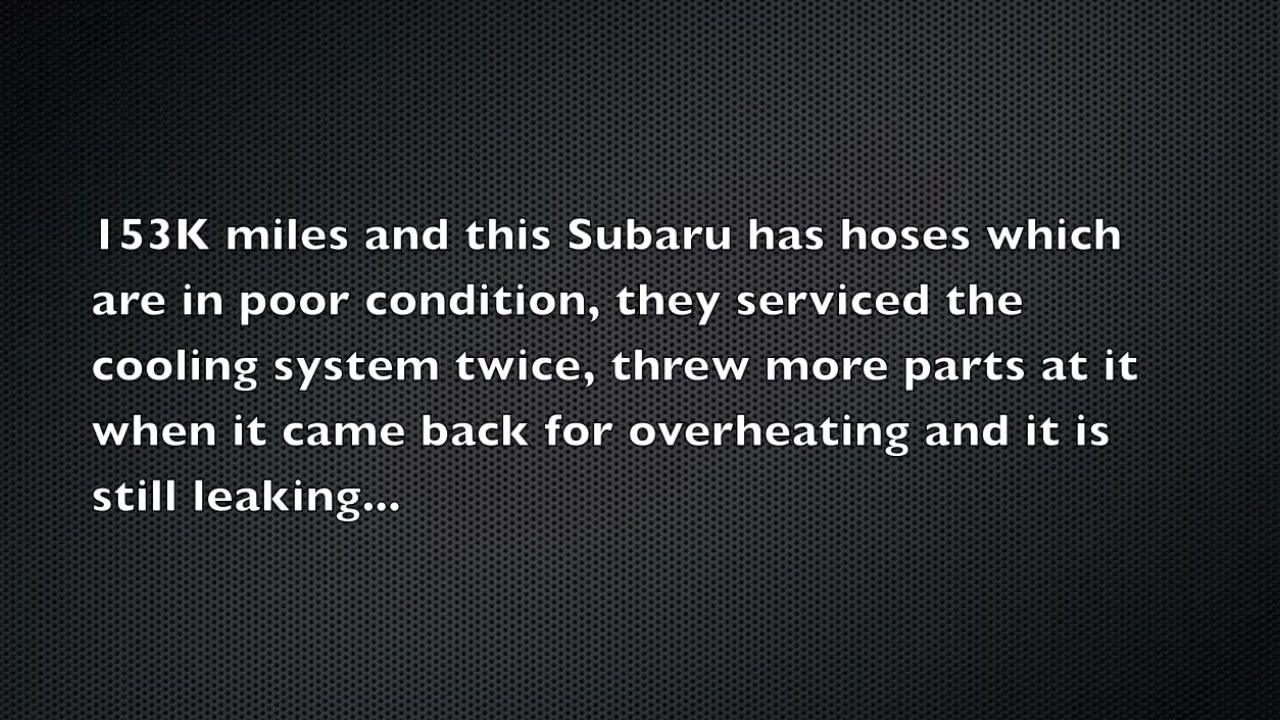 153K miles and this Subaru has hoses which
are in poor condition, they serviced the
cooling system twice, threw more parts at it
when it came back for overheating and it is
still leaking...